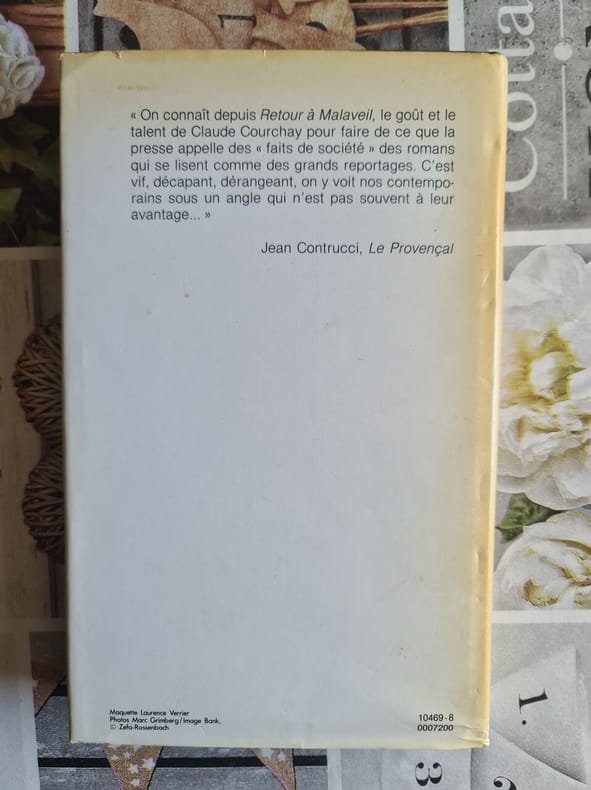 « On connaît depuis Retour à Malaveil, le goût et le
talent de Claude Courchay pour faire de ce que la
presse appelle des « faits de société » des romans
qui se lisent comme des grands reportages. C'est
vif, décapant, dérangeant, on y voit nos contempo-
rains sous un angle qui n'est pas souvent à leur
avantage... »
Jean Contrucci, Le Provençal
Maquette Laurence Verrier
Photos Marc Grimberg / Image Bank,
© Zefa-Rossenbach
10469-8
0007200
Cotta
1.
3